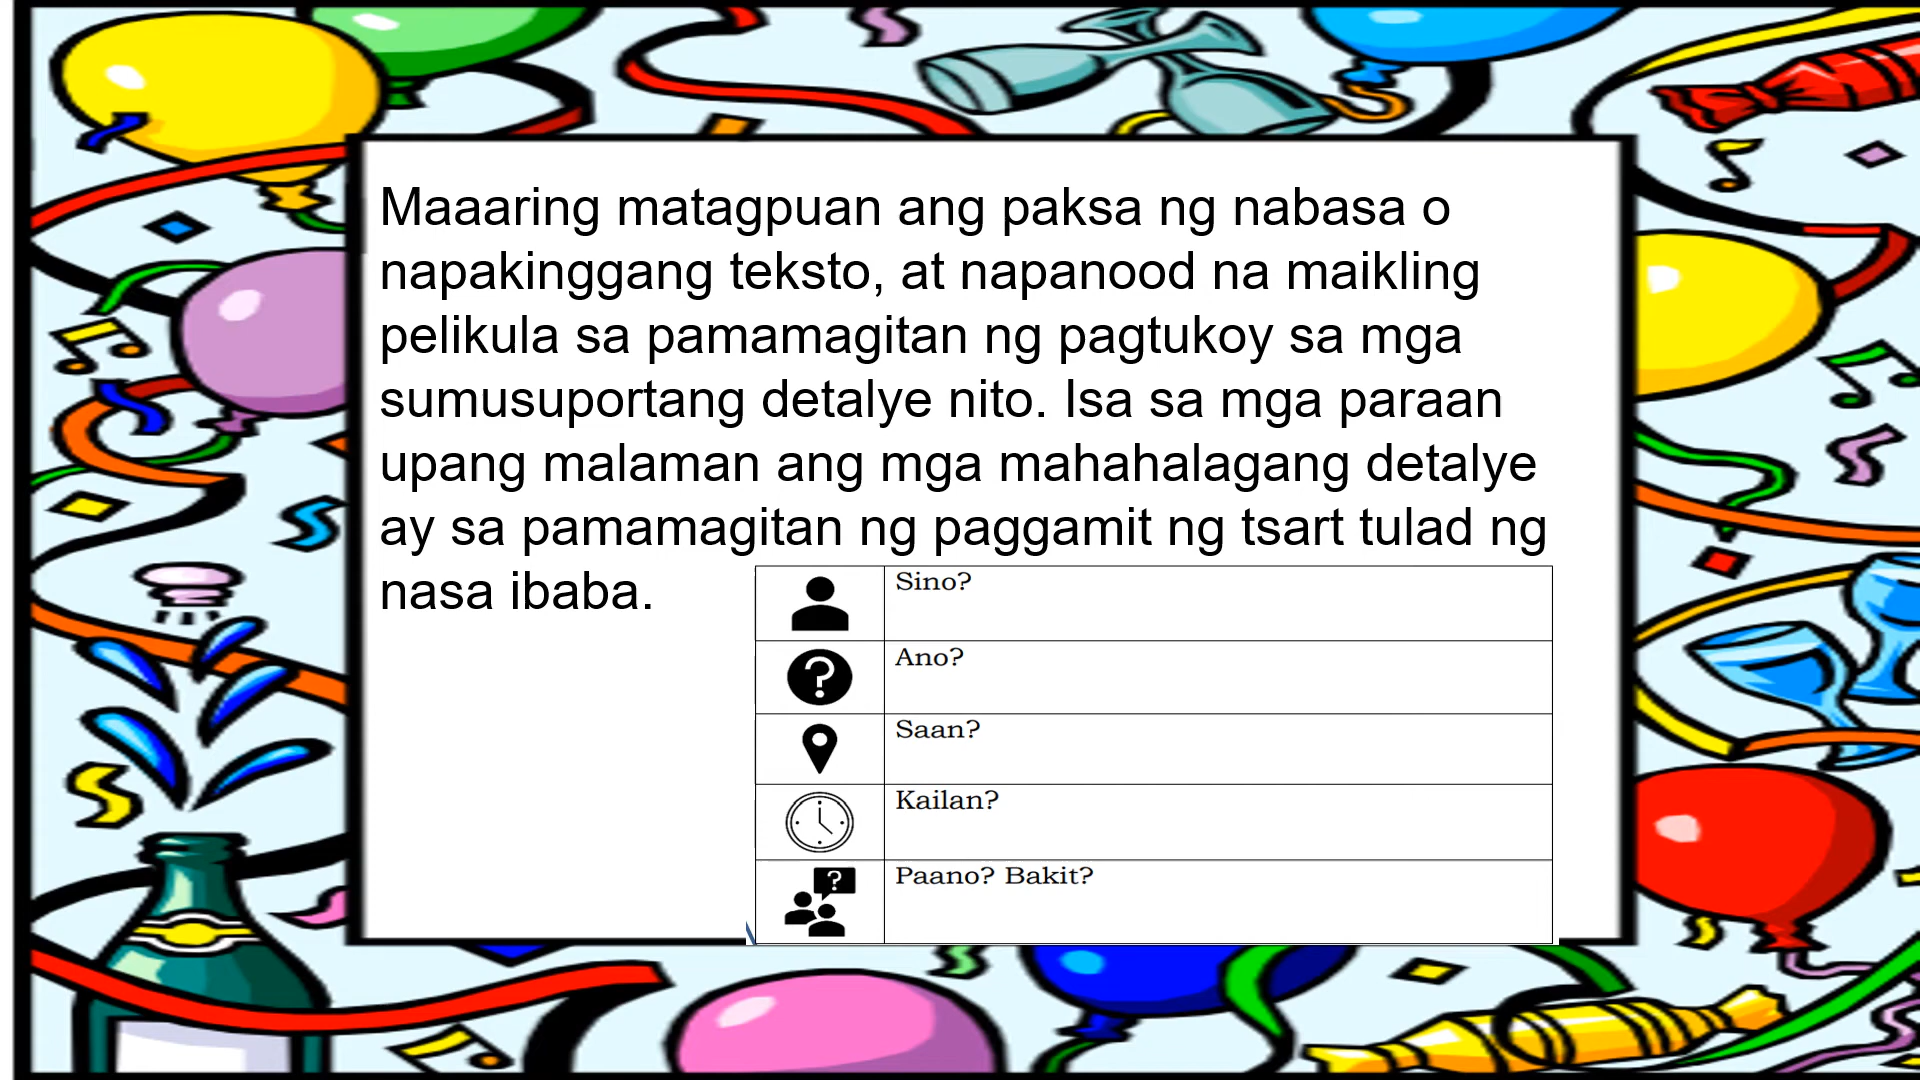 Maaaring matagpuan ang paksa ng nabasa o
napakinggang teksto, at napanood na maikling
pelikula sa pamamagitan ng pagtukoy sa mga
sumusuportang detalye nito. Isa sa mga paraan
upang malaman ang mga mahahalagang detalye
ay sa pamamagitan ng paggamit ng tsart tulad ng
nasa ibaba.
Sino?
?
Ano?
Saan?
Kailan?
?
Paano? Bakit?